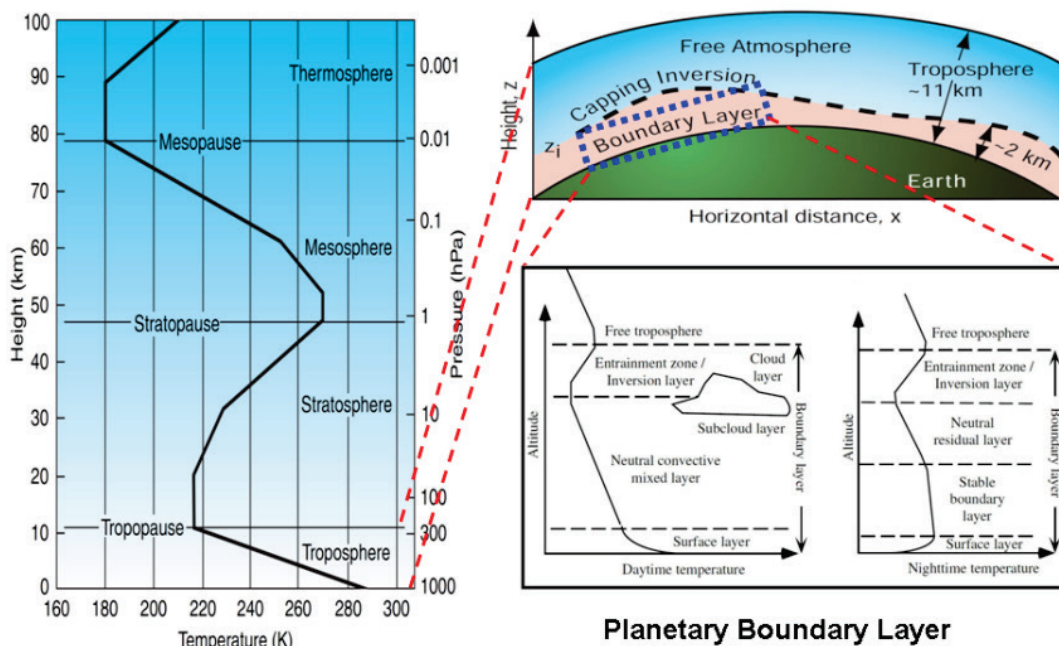 100
90
80
70
60
50
40
30
20
10
0
Height (km)
160
180
200
220
240
260
280
300
Temperature (K)
Thermosphere
Mesopause
Mesosphere
Stratopause
Stratosphere
Tropopause
Troposphere
0.001
0.01
0.1
1
10
100
300
1000
Pressure (hPa)
Height, z
Free Atmosphere
Capping Inversion
Troposphere
~11 km
Boundary Layer
zi
~2 km
Earth
Horizontal distance, x
Altitude
Free troposphere
Entrainment zone /
Inversion layer
Cloud
layer
Subcloud layer
Neutral convective
mixed layer
Surface layer
Boundary layer
Daytime temperature
Altitude
Free troposphere
Entrainment zone /
Inversion layer
Neutral
residual layer
Stable
boundary
layer
Surface layer
Boundary layer
Nighttime temperature
Planetary Boundary Layer